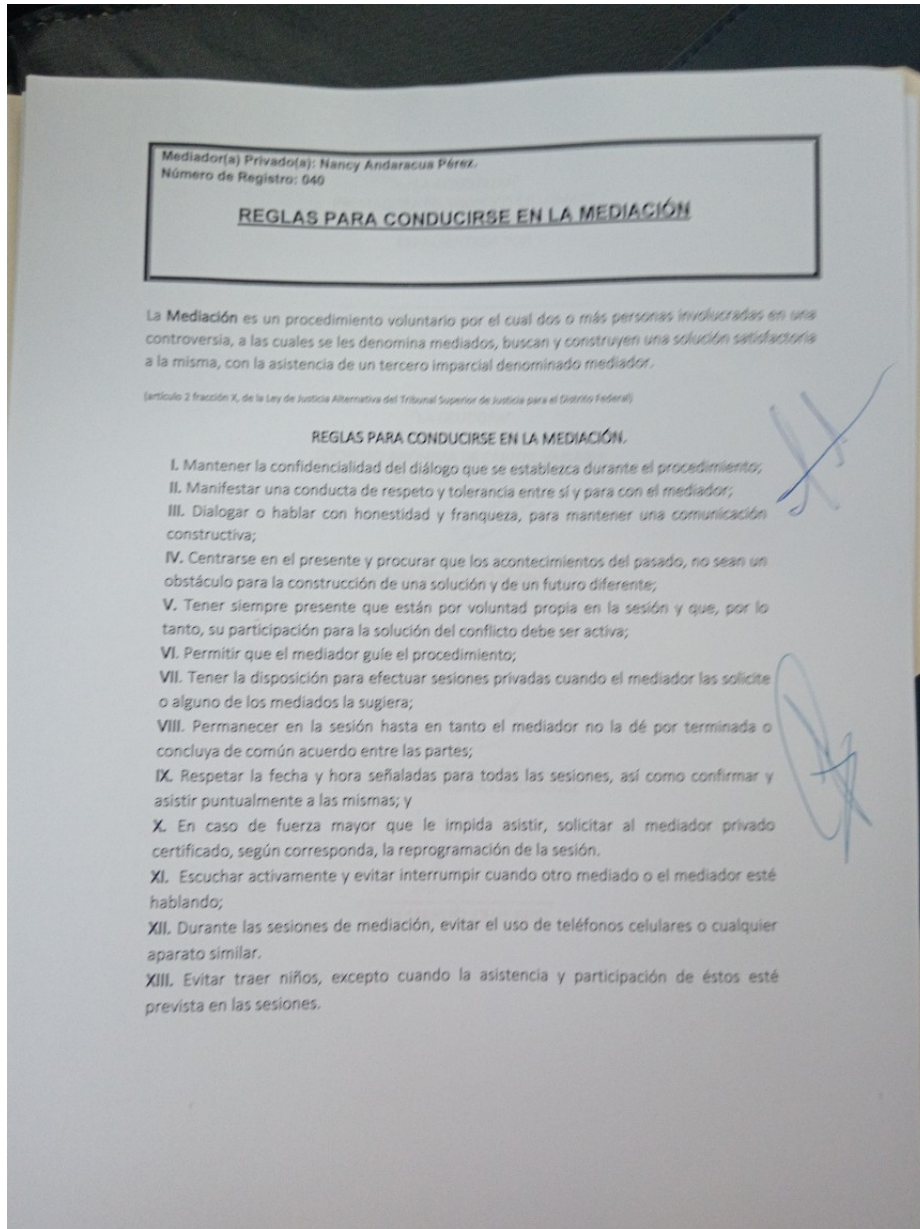 Mediador(a) Privado(a): Nancy Andaracua Pérez.
Número de Registro: 040
REGLAS PARA CONDUCIRSE EN LA MEDIACIÓN
La Mediación es un procedimiento voluntario por el cual dos o más personas involucradas en una
controversia, a las cuales se les denomina mediados, buscan y construyen una solución satisfactoria
a la misma, con la asistencia de un tercero imparcial denominado mediador.
(artículo 2 fracción X, de la Ley de Justicia Alternativa del Tribunal Superior de Justicia para el Distrito Federal)
REGLAS PARA CONDUCIRSE EN LA MEDIACIÓN.
I. Mantener la confidencialidad del diálogo que se establezca durante el procedimiento;
II. Manifestar una conducta de respeto y tolerancia entre sí y para con el mediador;
III. Dialogar o hablar con honestidad y franqueza, para mantener una comunicación
constructiva;
IV. Centrarse en el presente y procurar que los acontecimientos del pasado, no sean un
obstáculo para la construcción de una solución y de un futuro diferente;
V. Tener siempre presente que están por voluntad propia en la sesión y que, por lo
tanto, su participación para la solución del conflicto debe ser activa;
VI. Permitir que el mediador guíe el procedimiento;
VII. Tener la disposición para efectuar sesiones privadas cuando el mediador las solicite
o alguno de los mediados la sugiera;
VIII. Permanecer en la sesión hasta en tanto el mediador no la dé por terminada o
concluya de común acuerdo entre las partes;
IX. Respetar la fecha y hora señaladas para todas las sesiones, así como confirmar y
asistir puntualmente a las mismas; y
X. En caso de fuerza mayor que le impida asistir, solicitar al mediador privado
certificado, según corresponda, la reprogramación de la sesión.
XI. Escuchar activamente y evitar interrumpir cuando otro mediado o el mediador esté
hablando;
XII. Durante las sesiones de mediación, evitar el uso de teléfonos celulares o cualquier
aparato similar.
XIII. Evitar traer niños, excepto cuando la asistencia y participación de éstos esté
prevista en las sesiones.